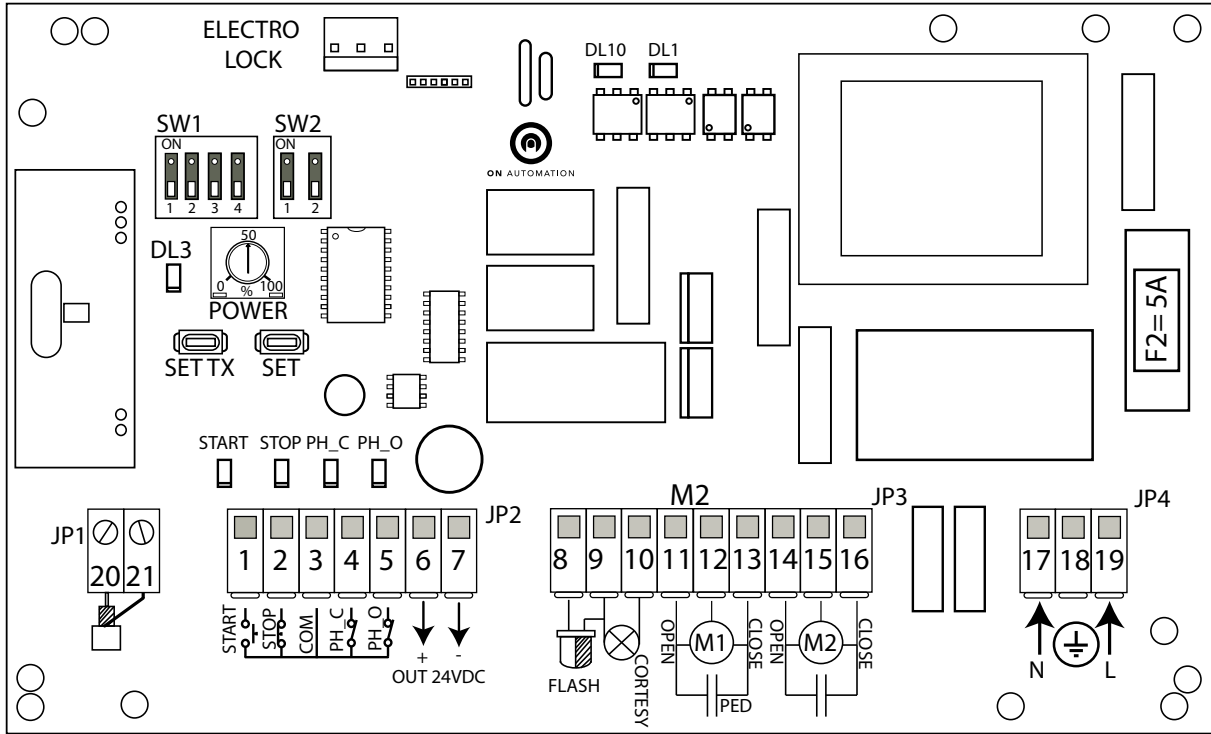 ELECTRO
LOCK
DL10 DL1
SW1 SW2
ON ON
1 2 3 4 1 2
ON AUTOMATION
DL3
50
0 % 100
POWER
SET TX SET
F2= 5A
START STOP PH_C PH_O
JP1
20 21
JP2
1 2 3 4 5 6 7
START
STOP
COM
PH_C
PH_O
+ -
OUT 24VDC
M2
JP3
8 9 10 11 12 13 14 15 16
FLASH
CORTESY
OPEN
M1
CLOSE
PED
OPEN
M2
CLOSE
JP4
17 18 19
N L